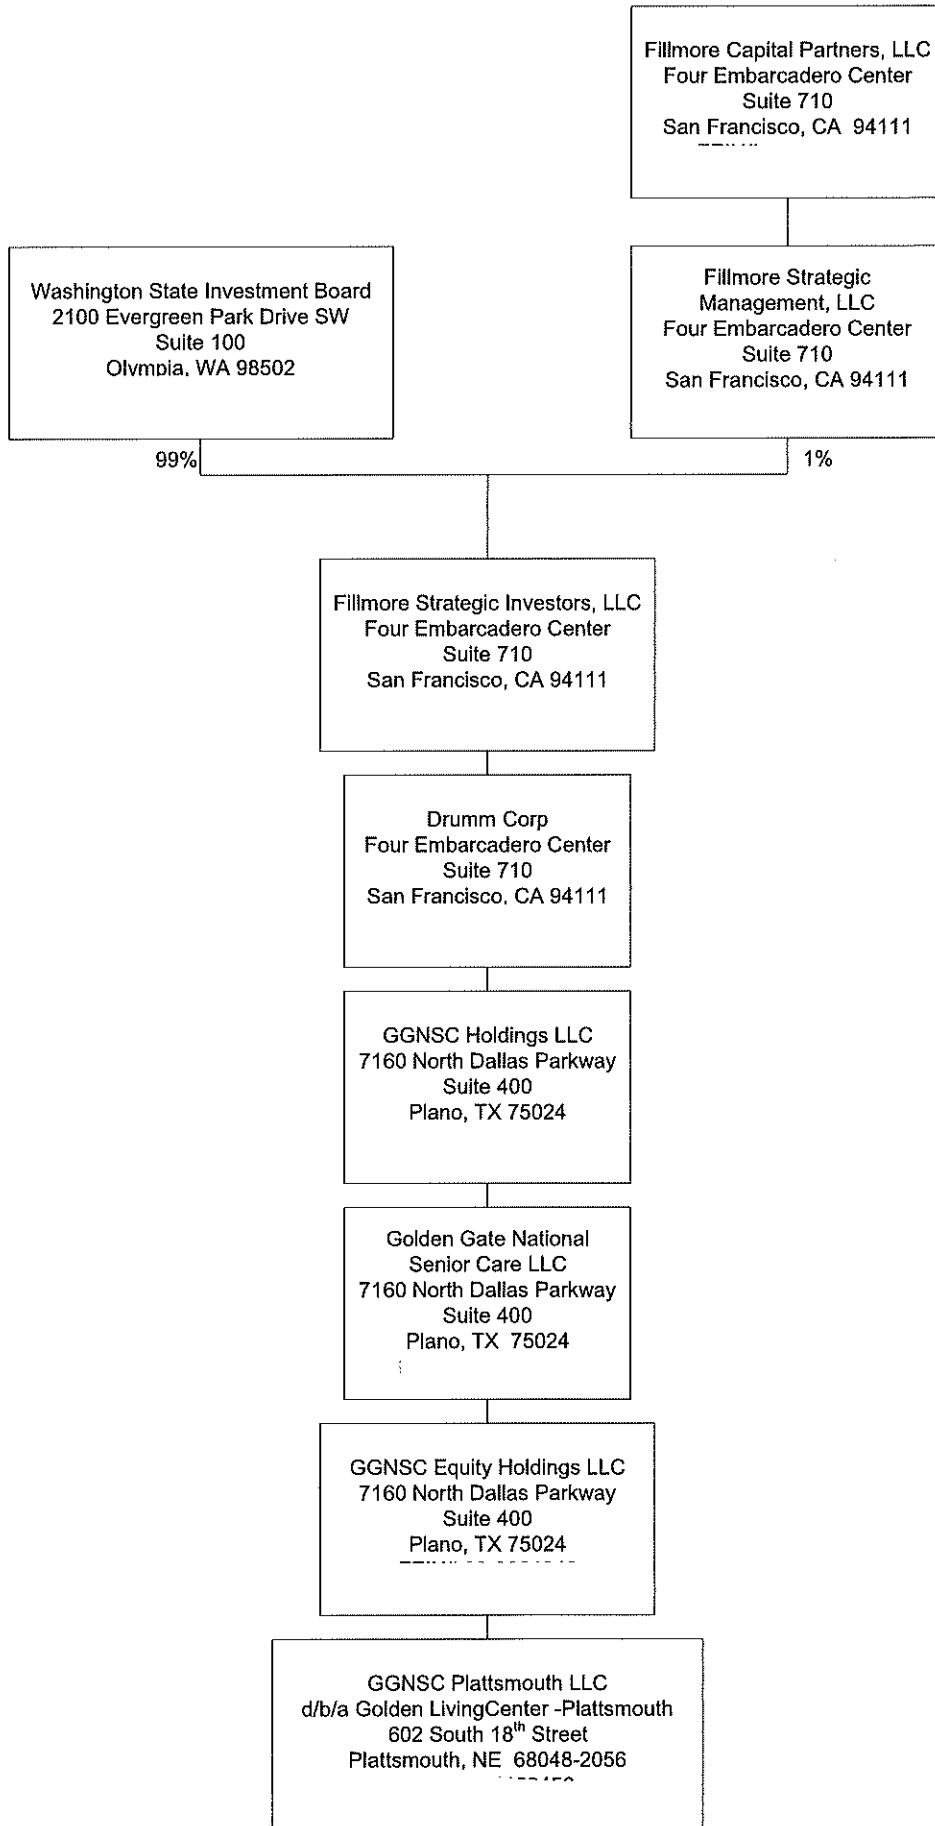 Fillmore Capital Partners, LLC
Four Embarcadero Center
Suite 710
San Francisco, CA 94111
Washington State Investment Board
2100 Evergreen Park Drive SW
Suite 100
Olympia, WA 98502
Fillmore Strategic
Management, LLC
Four Embarcadero Center
Suite 710
San Francisco, CA 94111
99%
1%
Fillmore Strategic Investors, LLC
Four Embarcadero Center
Suite 710
San Francisco, CA 94111
Drumm Corp
Four Embarcadero Center
Suite 710
San Francisco, CA 94111
GGNSC Holdings LLC
7160 North Dallas Parkway
Suite 400
Plano, TX 75024
Golden Gate National
Senior Care LLC
7160 North Dallas Parkway
Suite 400
Plano, TX 75024
GGNSC Equity Holdings LLC
7160 North Dallas Parkway
Suite 400
Plano, TX 75024
GGNSC Plattsmouth LLC
d/b/a Golden LivingCenter -Plattsmouth
602 South 18th Street
Plattsmouth, NE 68048-2056